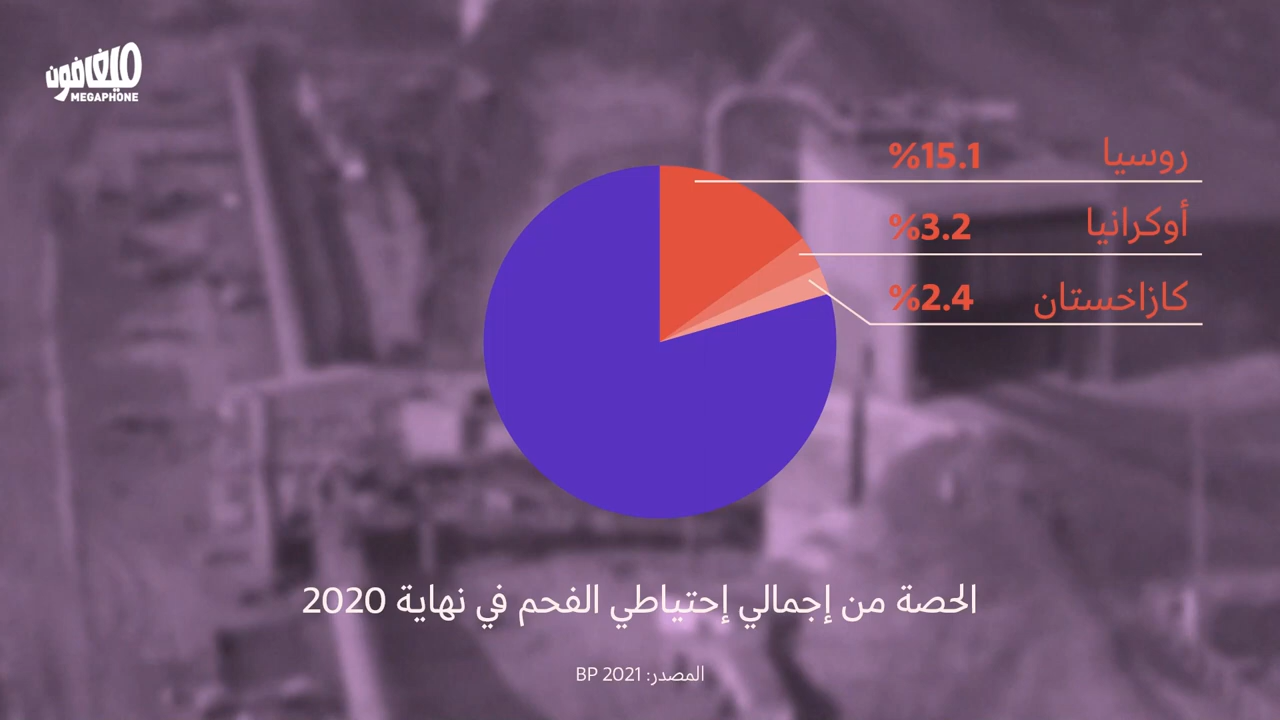 ميغافون
MEGAPHONE
روسيا %15.1
أوكرانيا %3.2
كازاخستان %2.4
الحصة من إجمالي إحتياطي الفحم في نهاية 2020
المصدر: BP 2021